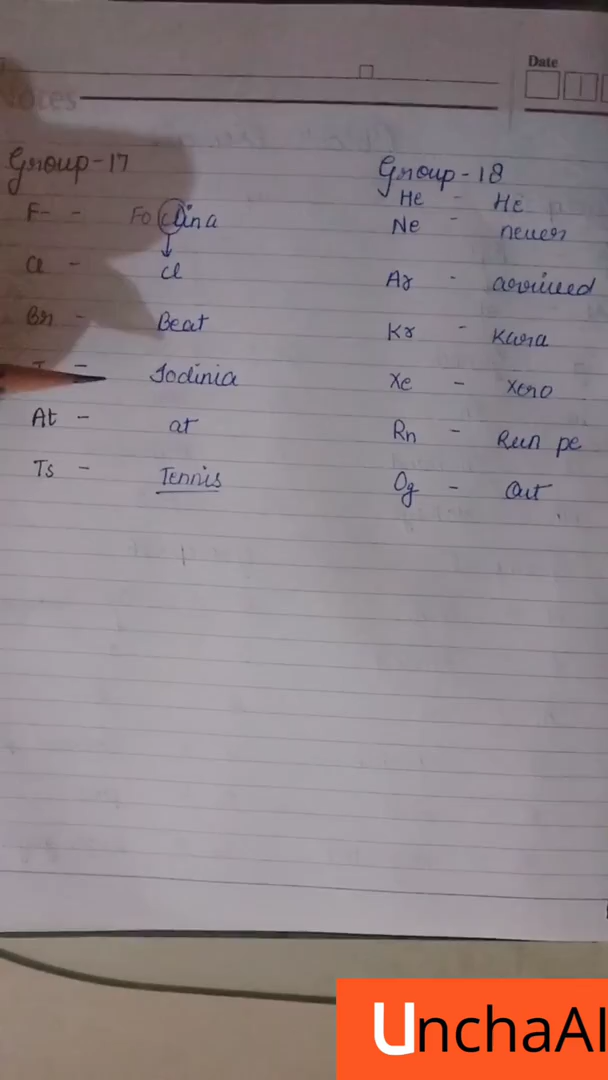 Notes
Date
Group-17
F - Foclina
Cl - Cl
Br - Beat
I - Iodinia
At - at
Ts - Tennis
Group-18
He - He
Ne - never
Ar - arrived
Kr - Kara
Xe - Xero
Rn - Run pe
Og - Out
UnchaAI